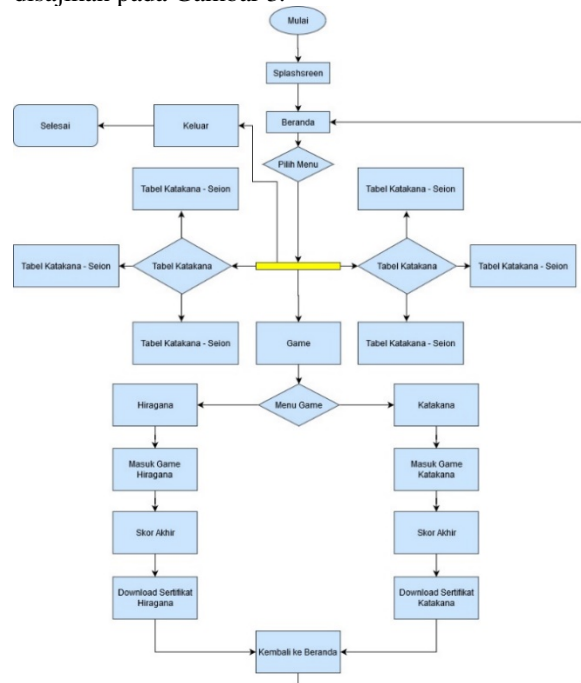 disajikan pada Gambar 3.
Mulai
Splashsreen
Beranda
Selesai
Keluar
Pilih Menu
Tabel Katakana - Seion
Tabel Katakana - Seion
Tabel Katakana - Seion
Tabel Katakana
Tabel Katakana
Tabel Katakana - Seion
Tabel Katakana - Seion
Game
Tabel Katakana - Seion
Hiragana
Menu Game
Katakana
Masuk Game
Hiragana
Masuk Game
Katakana
Skor Akhir
Skor Akhir
Download Sertifikat
Hiragana
Download Sertifikat
Katakana
Kembali ke Beranda